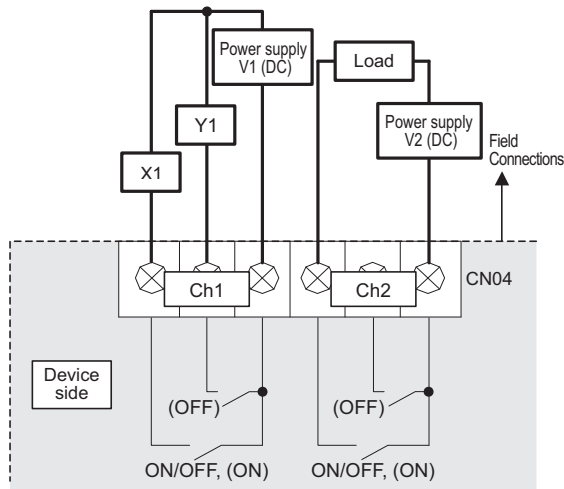 Power supply
V1 (DC)
Load
Y1
Power supply
V2 (DC)
Field
Connections
X1
CN04
Ch1
Ch2
Device
side
(OFF)
(OFF)
ON/OFF, (ON)
ON/OFF, (ON)